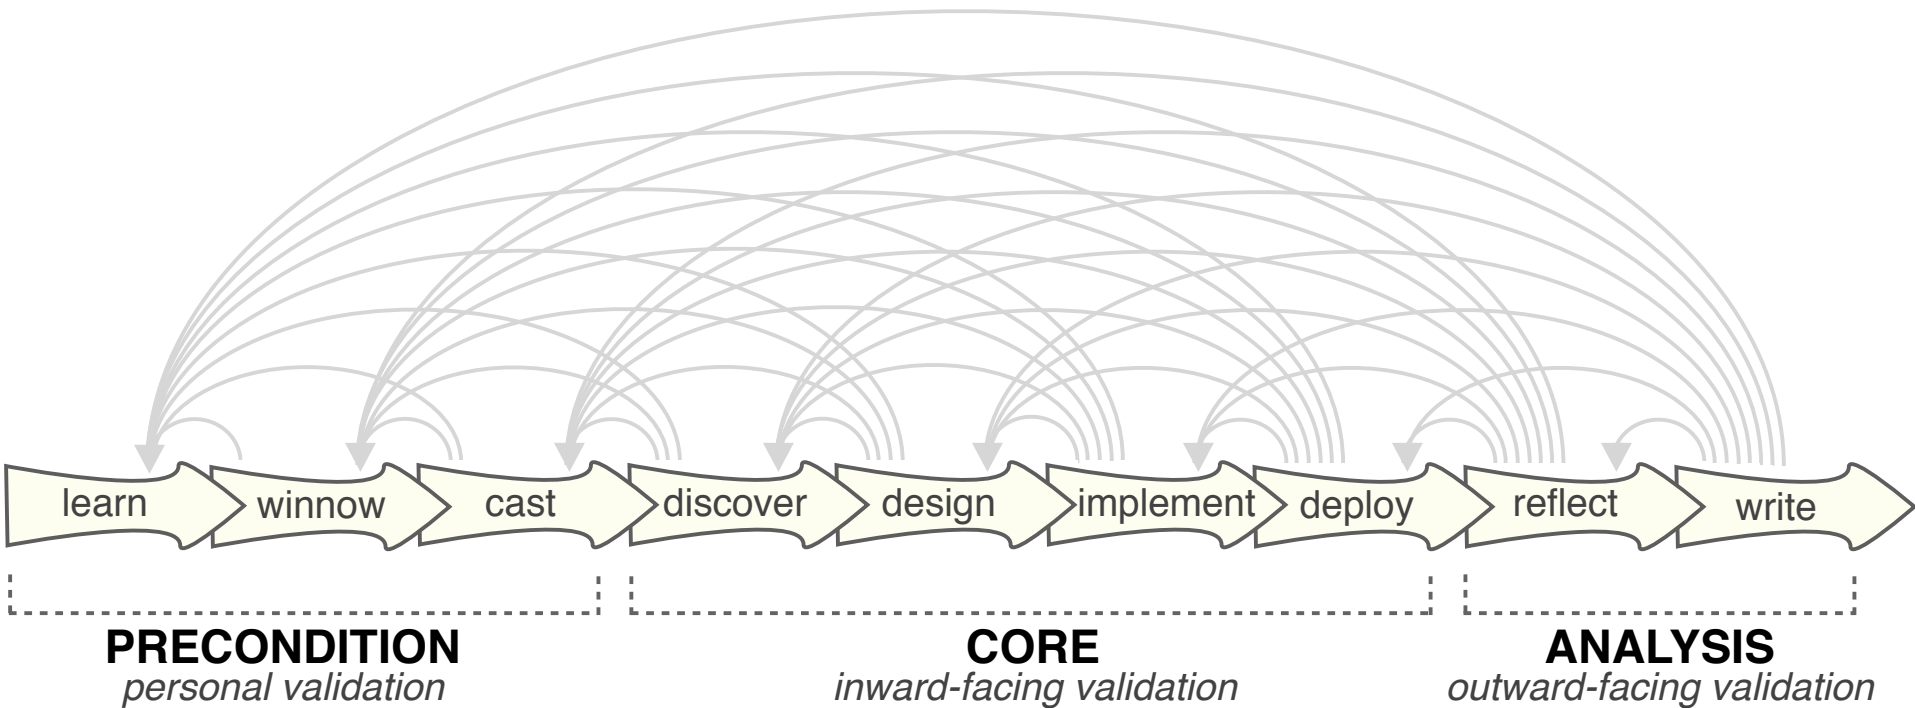 learn
winnow
cast
discover
design
implement
deploy
reflect
write
PRECONDITION
personal validation
CORE
inward-facing validation
ANALYSIS
outward-facing validation